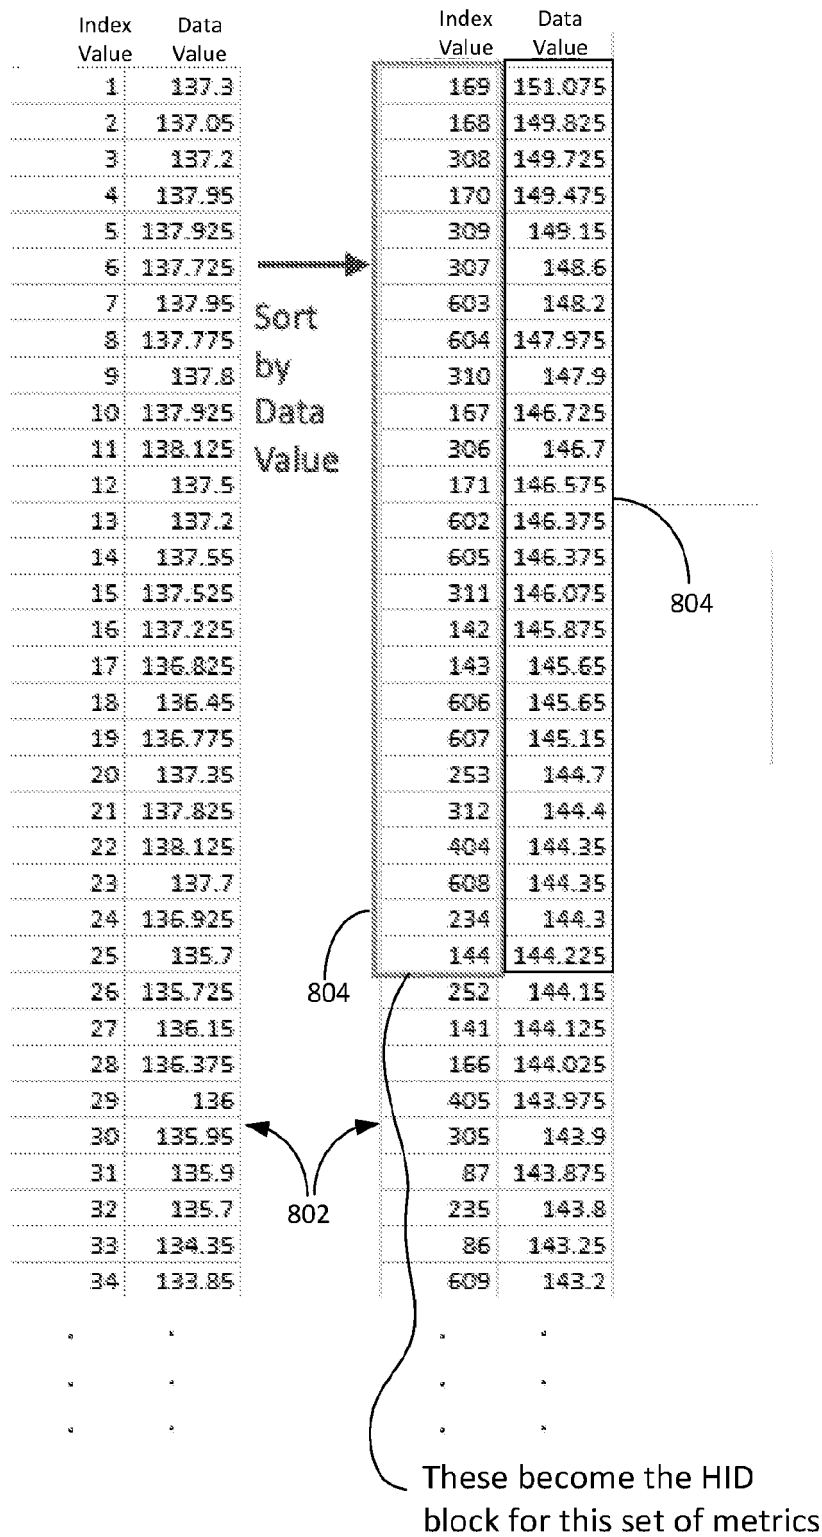 Index Data Index Data
Value Value Value Value
1 137.3 169 151.075
2 137.05 168 149.825
3 137.2 308 149.725
4 137.95 170 149.475
5 137.925 309 149.15
6 137.725 307 148.6
7 137.95 603 148.2
Sort
8 137.775 604 147.975
by
9 137.8 310 147.9
10 137.925 Data 167 146.725
11 138.125 Value 306 146.7
12 137.5 171 146.575
13 137.2 602 146.375
14 137.55 605 146.375
15 137.525 311 146.075
804
16 137.225 142 145.875
17 136.825 143 145.65
18 136.45 606 145.65
19 136.775 607 145.15
20 137.35 253 144.7
21 137.825 312 144.4
22 138.125 404 144.35
23 137.7 608 144.35
24 136.925 234 144.3
25 135.7 144 144.225
26 135.725 804 252 144.15
27 136.15 141 144.125
28 136.375 166 144.025
29 136 405 143.975
30 135.95 305 143.9
31 135.9 87 143.875
32 135.7 802 235 143.8
33 134.35 86 143.25
34 133.85 609 143.2
These become the HID
block for this set of metrics